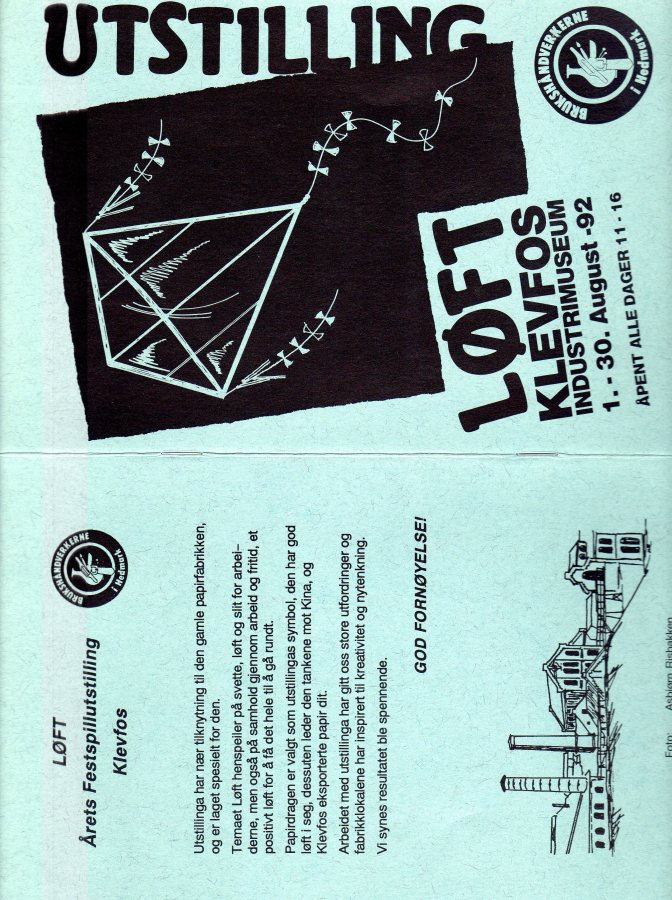 UTSTILLING
BRUKSHANDVERKERNE
i Hedmark
LØFT
KLEVFOS
INDUSTRIMUSEUM
1. - 30. August -92
ÅPENT ALLE DAGER 11 - 16
LØFT
Årets Festspillutstilling
Klevfos
BRUKSHANDVERKERNE
i Hedmark
Utstillinga har nær tilknytning til den gamle papirfabrikken,
og er laget spesielt for den.
Temaet Løft henspeiler på svette, løft og slit for arbei-
derne, men også på samhold gjennom arbeid og fritid, et
positivt løft for å få det hele til å gå rundt.
Papirdragen er valgt som utstillingas symbol, den har god
løft i seg, dessuten leder den tankene mot Kina, og
Klevfos eksporterte papir dit.
Arbeidet med utstillinga har gitt oss store utfordringer og
fabrikklokalene har inspirert til kreativitet og nytenkning.
Vi synes resultatet ble spennende.
GOD FORNØYELSE!
Foto: Asbjørn Risbakken